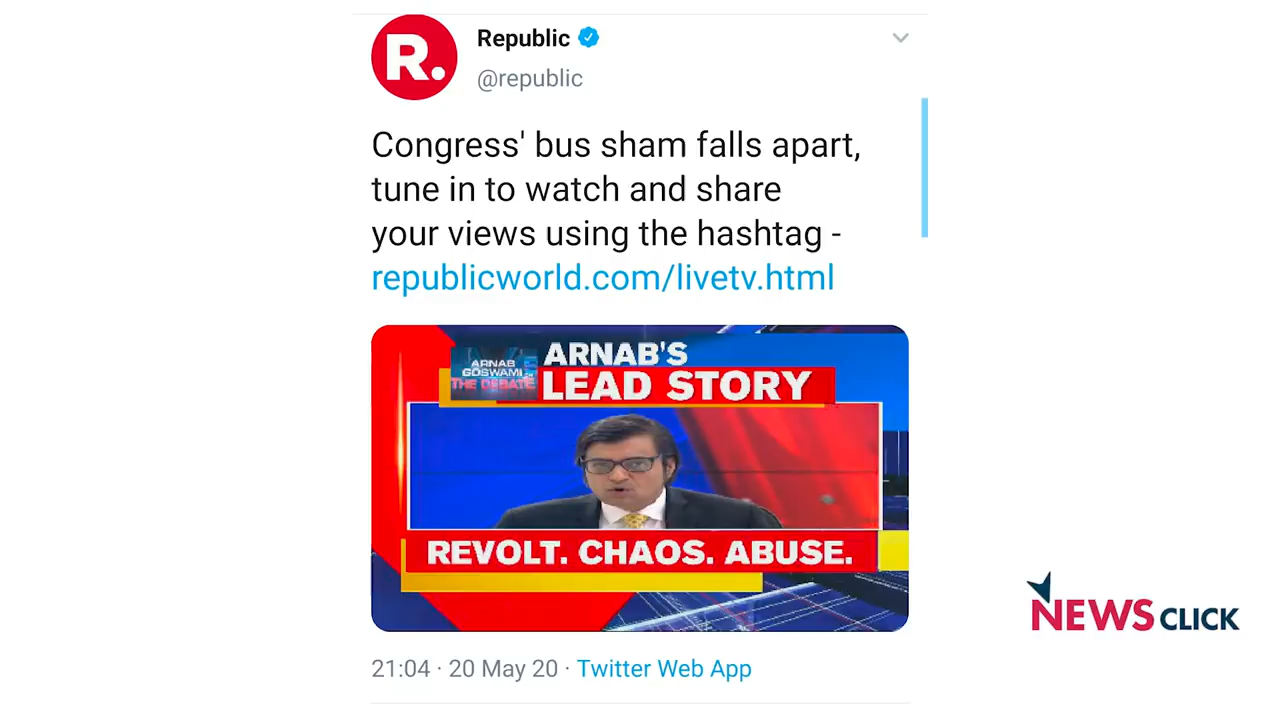 R.
Republic
@republic
Congress' bus sham falls apart,
tune in to watch and share
your views using the hashtag -
republicworld.com/livetv.html
ARNAB GOSWAMI
THE DEBATE
ARNAB'S
LEAD STORY
REVOLT. CHAOS. ABUSE.
21:04 · 20 May 20 · Twitter Web App
NEWSCLICK